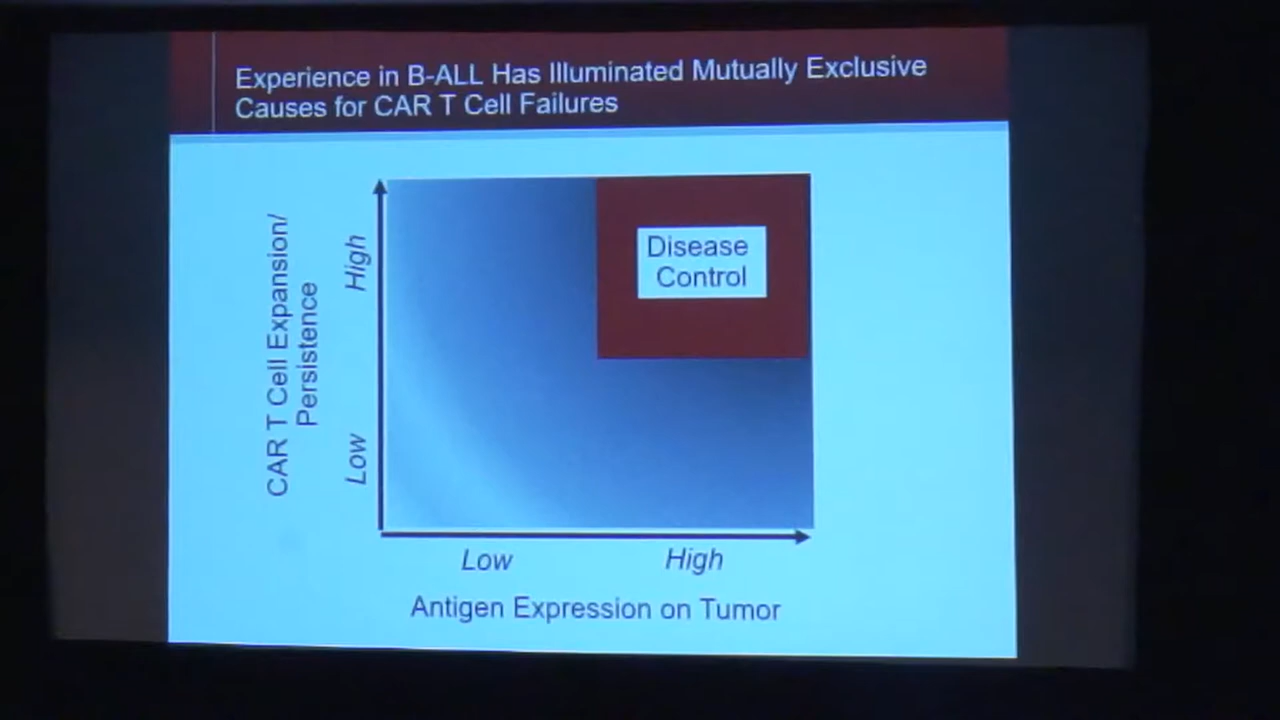 Experience in B-ALL Has Illuminated Mutually Exclusive
Causes for CAR T Cell Failures
CAR T Cell Expansion/
Persistence
High
Low
Disease
Control
Low
High
Antigen Expression on Tumor